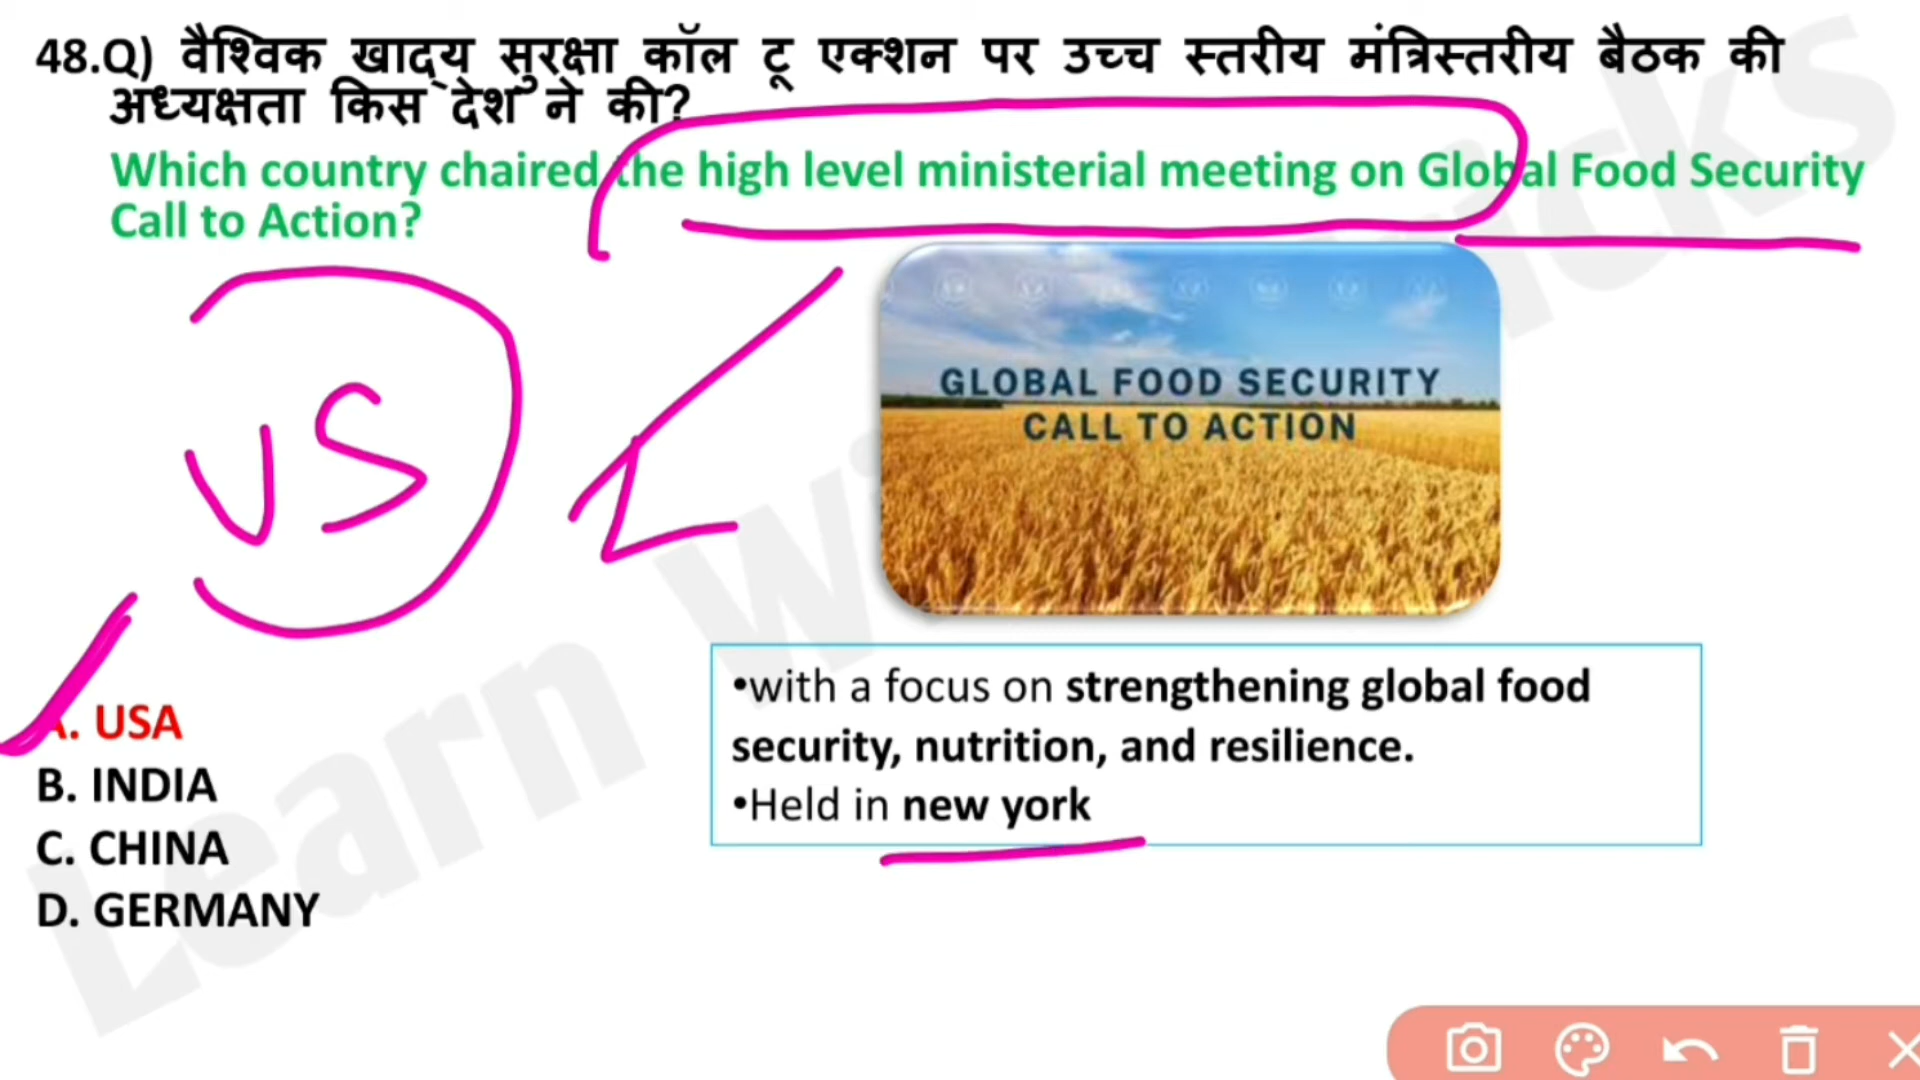 48.Q) वैश्विक खाद्य सुरक्षा कॉल टू एक्शन पर उच्च स्तरीय मंत्रिस्तरीय बैठक की
अध्यक्षता किस देश ने की?
Which country chaired the high level ministerial meeting on Global Food Security
Call to Action?
US
GLOBAL FOOD SECURITY
CALL TO ACTION
A. USA
B. INDIA
C. CHINA
D. GERMANY
•with a focus on strengthening global food
security, nutrition, and resilience.
•Held in new york